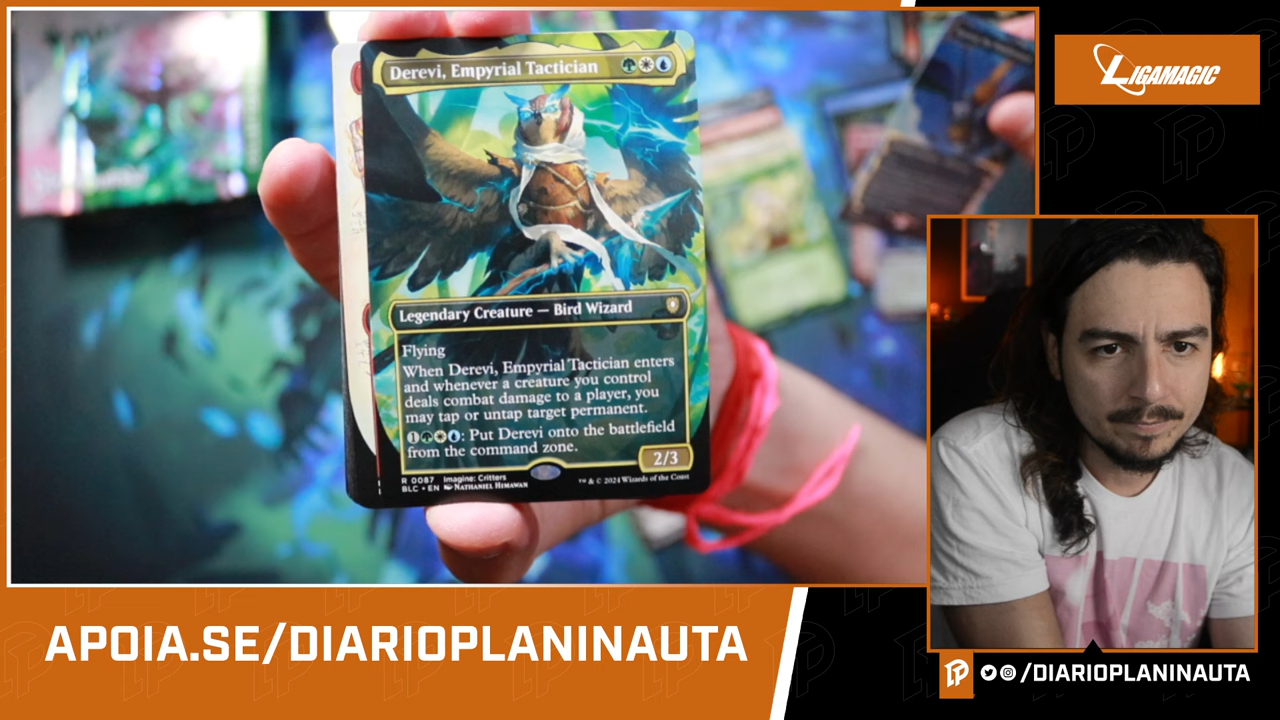 Derevi, Empyrial Tactician
LIGAMAGIC
Legendary Creature — Bird Wizard
Flying
When Derevi, Empyrial Tactician enters
and whenever a creature you control
deals combat damage to a player, you
may tap or untap target permanent.
1: Put Derevi onto the battlefield
from the command zone.
2/3
R 0087 Imagine: Critters
BLC • EN NATHANIEL HIMAWAN
™ & © 2024 Wizards of the Coast
APOIA.SE/DIARIOPLANINAUTA
/DIARIOPLANINAUTA